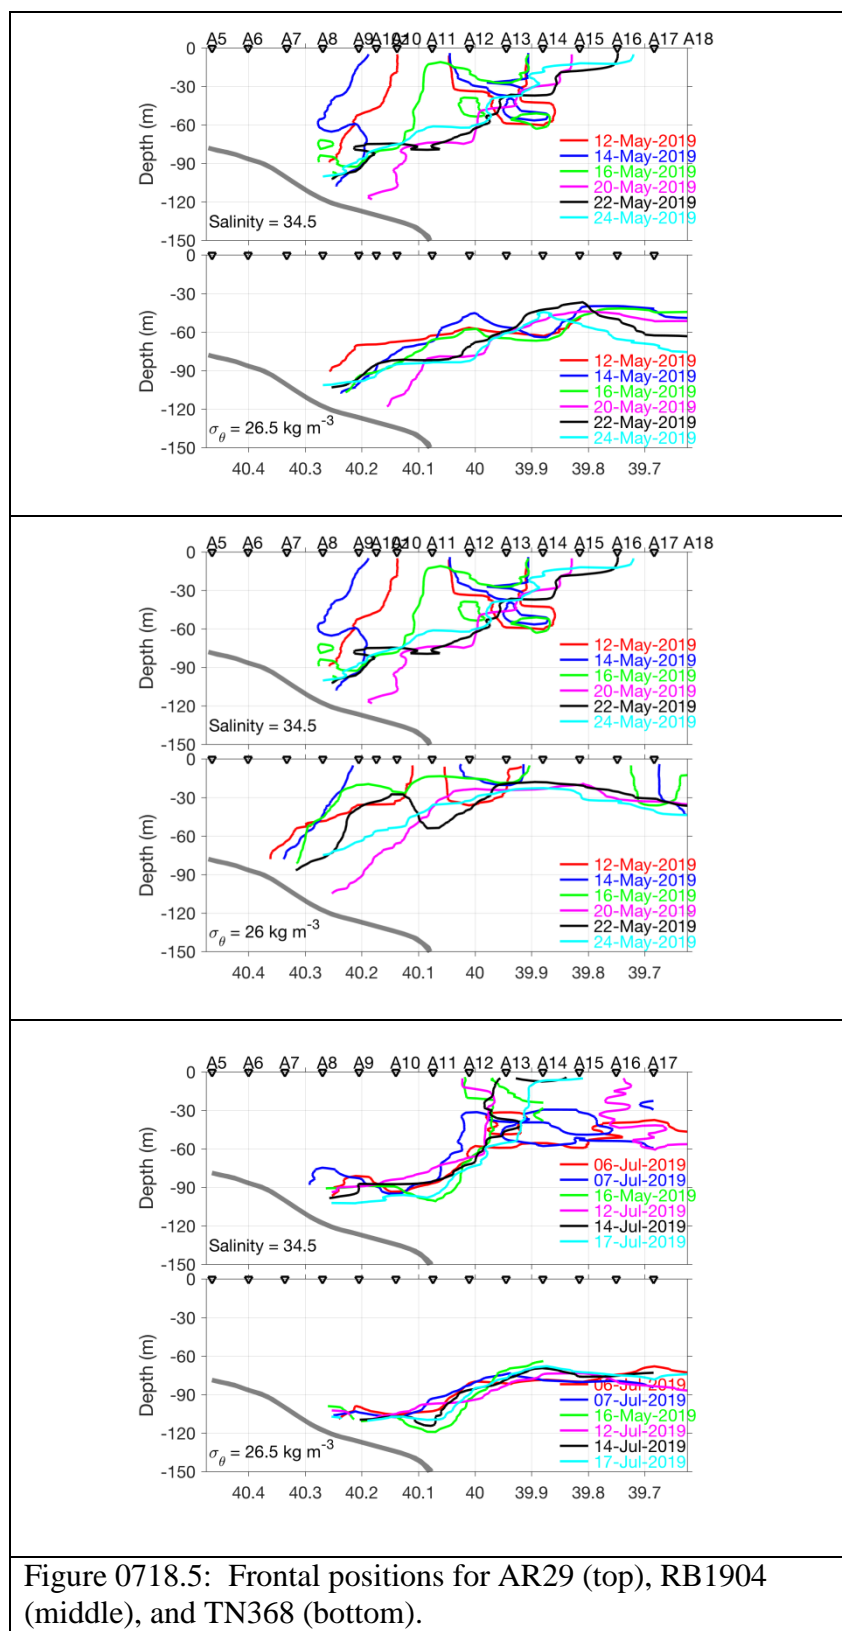 A5 A6 A7 A8 A9 A10 A11 A12 A13 A14 A15 A16 A17 A18
0
-30
-60
-90
-120
-150
Depth (m)
12-May-2019
14-May-2019
16-May-2019
20-May-2019
22-May-2019
24-May-2019
Salinity = 34.5
0
-30
-60
-90
-120
-150
Depth (m)
12-May-2019
14-May-2019
16-May-2019
20-May-2019
22-May-2019
24-May-2019
σθ = 26.5 kg m-3
40.4 40.3 40.2 40.1 40 39.9 39.8 39.7
A5 A6 A7 A8 A9 A10 A11 A12 A13 A14 A15 A16 A17 A18
0
-30
-60
-90
-120
-150
Depth (m)
12-May-2019
14-May-2019
16-May-2019
20-May-2019
22-May-2019
24-May-2019
Salinity = 34.5
0
-30
-60
-90
-120
-150
Depth (m)
12-May-2019
14-May-2019
16-May-2019
20-May-2019
22-May-2019
24-May-2019
σθ = 26 kg m-3
40.4 40.3 40.2 40.1 40 39.9 39.8 39.7
A5 A6 A7 A8 A9 A10 A11 A12 A13 A14 A15 A16 A17
0
-30
-60
-90
-120
-150
Depth (m)
06-Jul-2019
07-Jul-2019
16-May-2019
12-Jul-2019
14-Jul-2019
17-Jul-2019
Salinity = 34.5
0
-30
-60
-90
-120
-150
Depth (m)
06-Jul-2019
07-Jul-2019
16-May-2019
12-Jul-2019
14-Jul-2019
17-Jul-2019
σθ = 26.5 kg m-3
40.4 40.3 40.2 40.1 40 39.9 39.8 39.7
Figure 0718.5: Frontal positions for AR29 (top), RB1904
(middle), and TN368 (bottom).